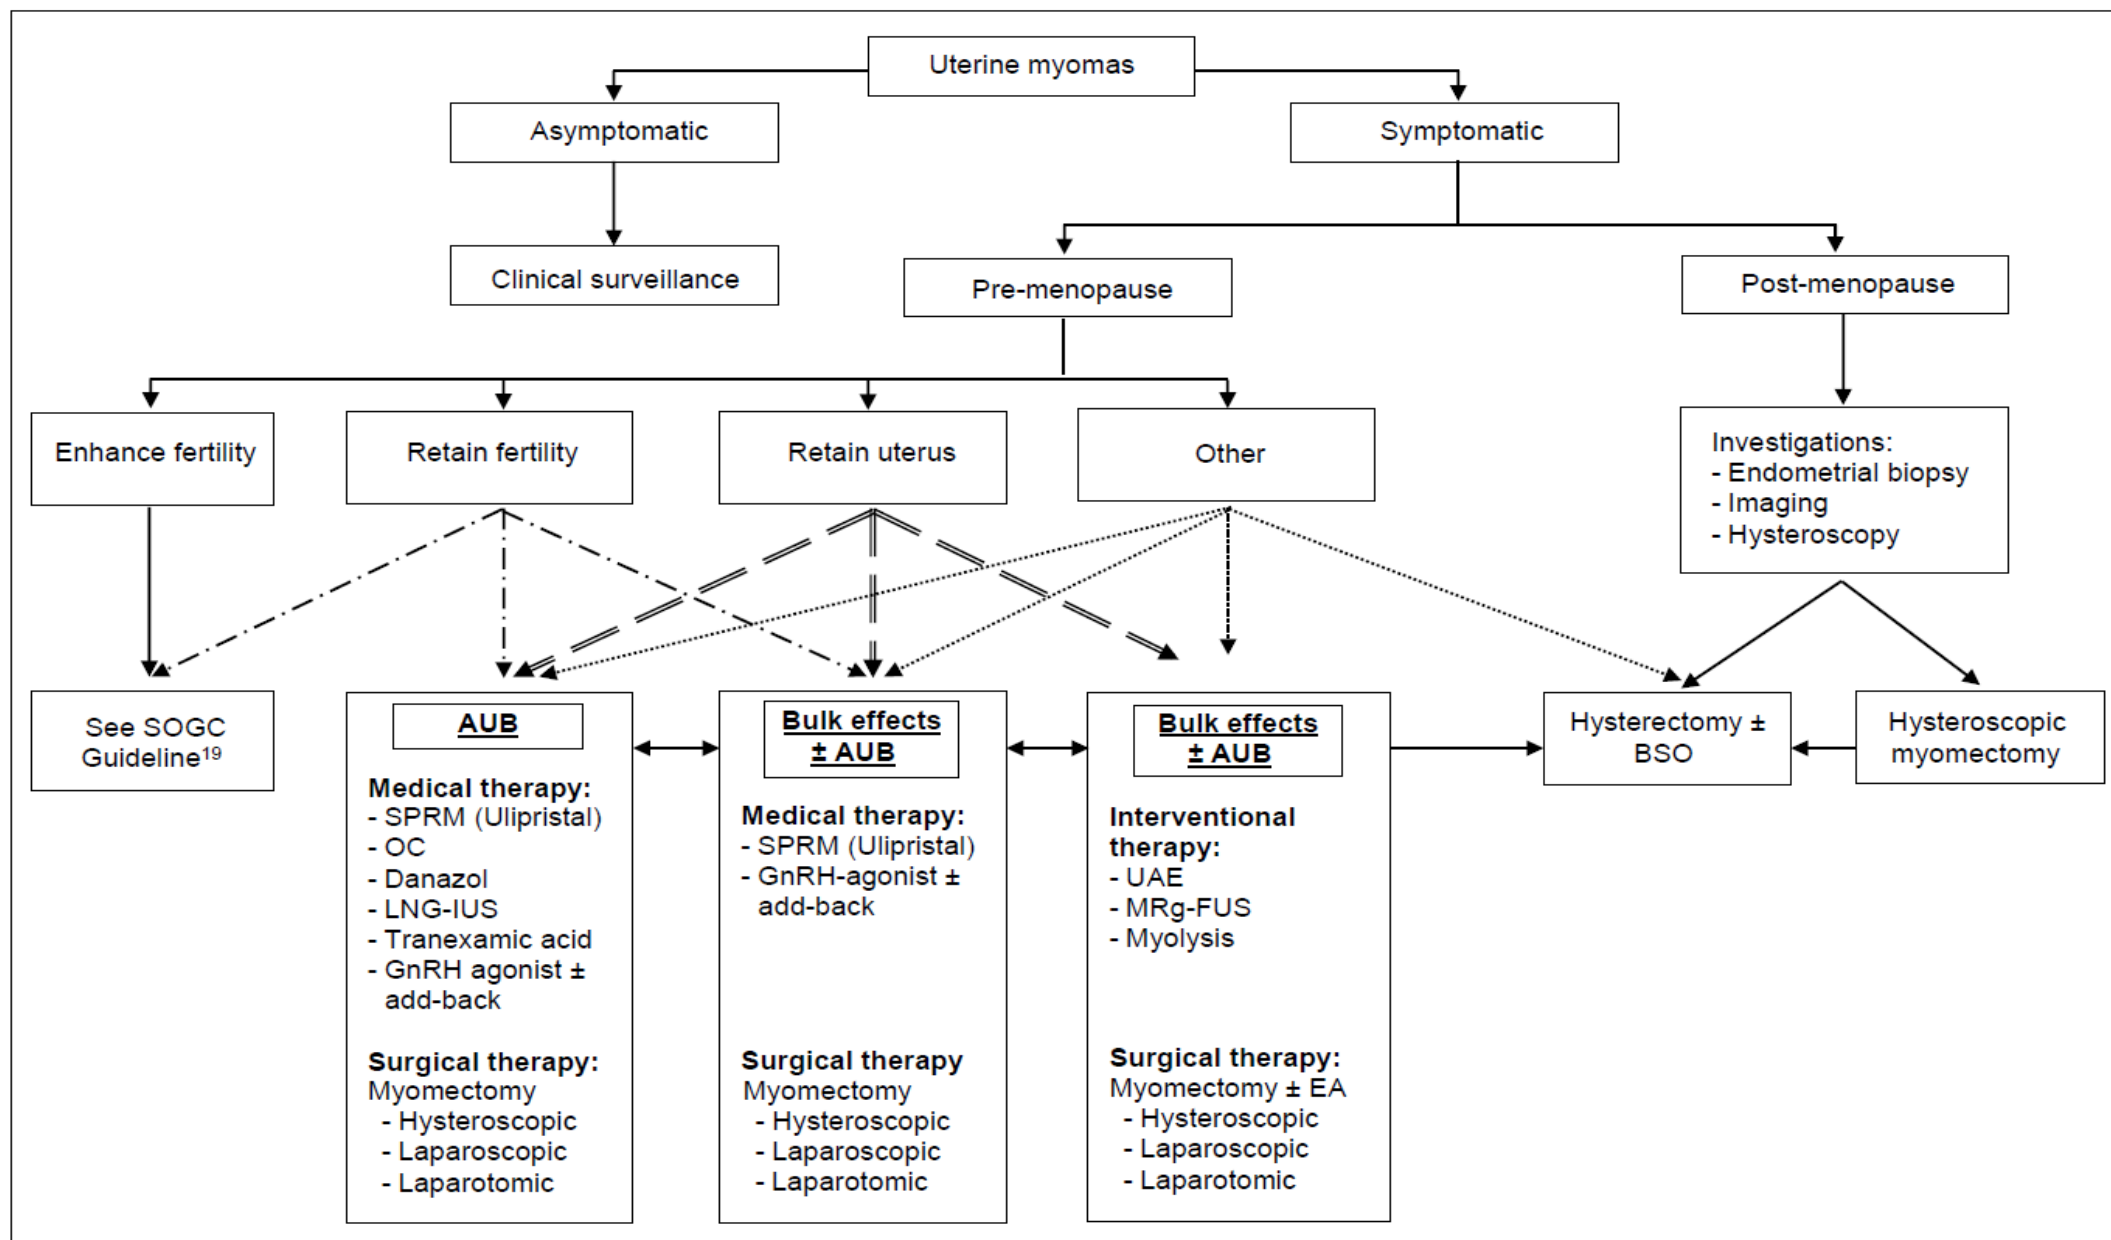 Uterine myomas
Asymptomatic
Symptomatic
Clinical surveillance
Pre-menopause
Post-menopause
Enhance fertility
Retain fertility
Retain uterus
Other
Investigations:
- Endometrial biopsy
- Imaging
- Hysteroscopy
See SOGC
Guideline¹⁹
AUB
Medical therapy:
- SPRM (Ulipristal)
- OC
- Danazol
- LNG-IUS
- Tranexamic acid
- GnRH agonist ±
add-back
Surgical therapy:
Myomectomy
- Hysteroscopic
- Laparoscopic
- Laparotomic
Bulk effects
± AUB
Medical therapy:
- SPRM (Ulipristal)
- GnRH-agonist ±
add-back
Surgical therapy
Myomectomy
- Hysteroscopic
- Laparoscopic
- Laparotomic
Bulk effects
± AUB
Interventional
therapy:
- UAE
- MRg-FUS
- Myolysis
Surgical therapy:
Myomectomy ± EA
- Hysteroscopic
- Laparoscopic
- Laparotomic
Hysterectomy ±
BSO
Hysteroscopic
myomectomy